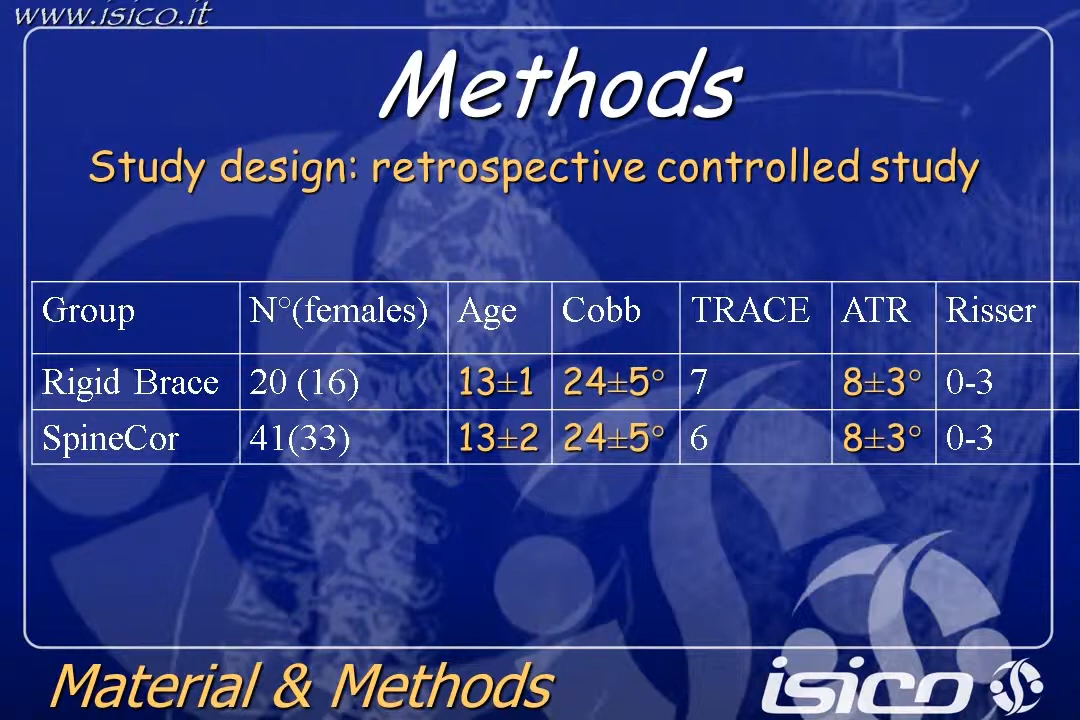 www.isico.it
Methods
Study design: retrospective controlled study
Group N°(females) Age Cobb TRACE ATR Risser
Rigid Brace 20 (16) 13±1 24±5° 7 8±3° 0-3
SpineCor 41(33) 13±2 24±5° 6 8±3° 0-3
Material & Methods
isico